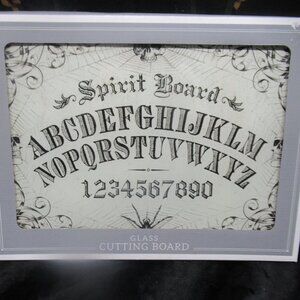 Spirit Board
ABCDEFGHIJKLM
NOPQRSTUVWXYZ
1234567890
GLASS
CUTTING BOARD